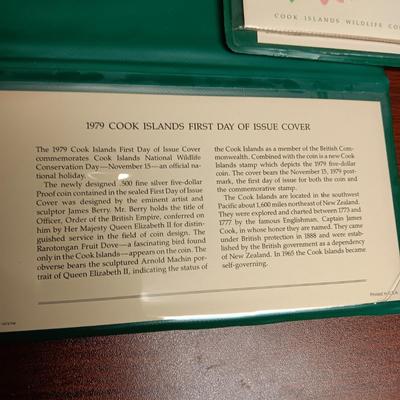 COOK ISLANDS WILDLIFE CO
1979 COOK ISLANDS FIRST DAY OF ISSUE COVER
The 1979 Cook Islands First Day of Issue Cover
commemorates Cook Islands National Wildlife
Conservation Day—November 15—an official na-
tional holiday.
The newly designed .500 fine silver five-dollar
Proof coin contained in the sealed First Day of Issue
Cover was designed by the eminent artist and
sculptor James Berry. Mr. Berry holds the title of
Officer, Order of the British Empire, conferred on
him by Her Majesty Queen Elizabeth II for distin-
guished service in the field of coin design. The
Rarotongan Fruit Dove—a fascinating bird found
only in the Cook Islands—appears on the coin. The
obverse bears the sculptured Arnold Machin por-
trait of Queen Elizabeth II, indicating the status of
the Cook Islands as a member of the British Com-
monwealth. Combined with the coin is a new Cook
Islands stamp which depicts the 1979 five-dollar
coin. The cover bears the November 15, 1979 post-
mark, the first day of issue for both the coin and
the commemorative stamp.
The Cook Islands are located in the southwest
Pacific about 1,600 miles northeast of New Zealand.
They were explored and charted between 1773 and
1777 by the famous Englishman, Captain James
Cook, in whose honor they are named. They came
under British protection in 1888 and were estab-
lished by the British government as a dependency
of New Zealand. In 1965 the Cook Islands became
self-governing.
Printed in U.S.A.